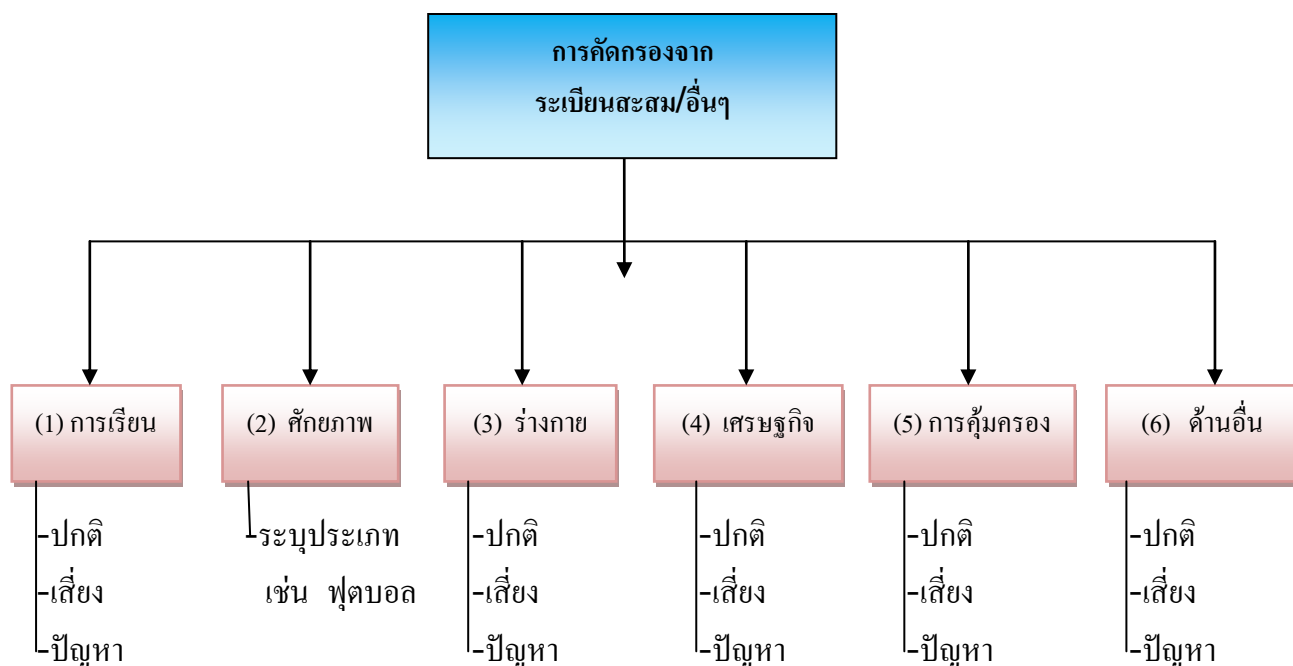 การคัดกรองจาก
ระเบียนสะสม/อื่นๆ
(1) การเรียน
-ปกติ
-เสี่ยง
-ปัญหา
(2) ศักยภาพ
-ระบุประเภท
เช่น ฟุตบอล
(3) ร่างกาย
-ปกติ
-เสี่ยง
-ปัญหา
(4) เศรษฐกิจ
-ปกติ
-เสี่ยง
-ปัญหา
(5) การคุ้มครอง
-ปกติ
-เสี่ยง
-ปัญหา
(6) ด้านอื่น
-ปกติ
-เสี่ยง
-ปัญหา